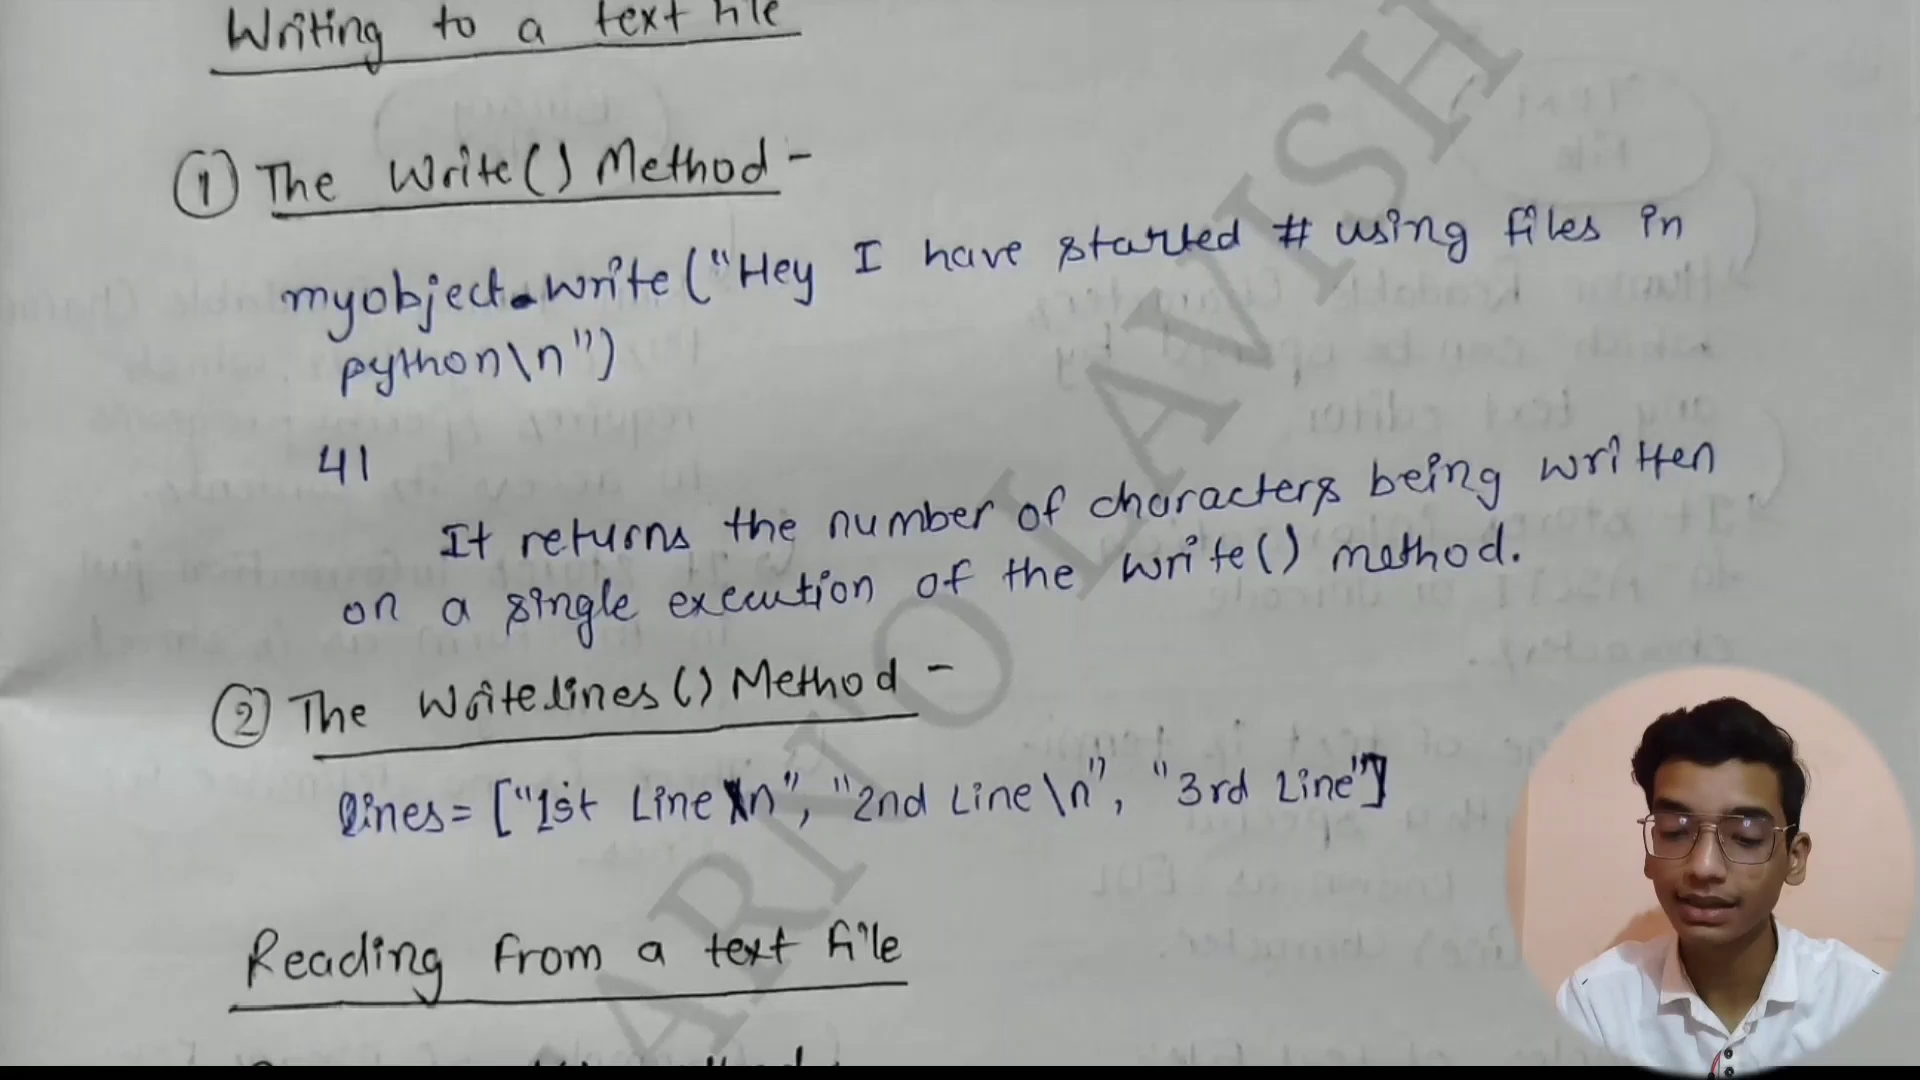 Writing to a text file
① The Write() Method -
myobject.write("Hey I have started # using files in
python\n")
41
It returns the number of characters being written
on a single execution of the write() method.
② The Writelines() Method -
lines= ["1st Line\n", "2nd Line\n", "3rd Line"]
Reading from a text file
ARNO LAVISH